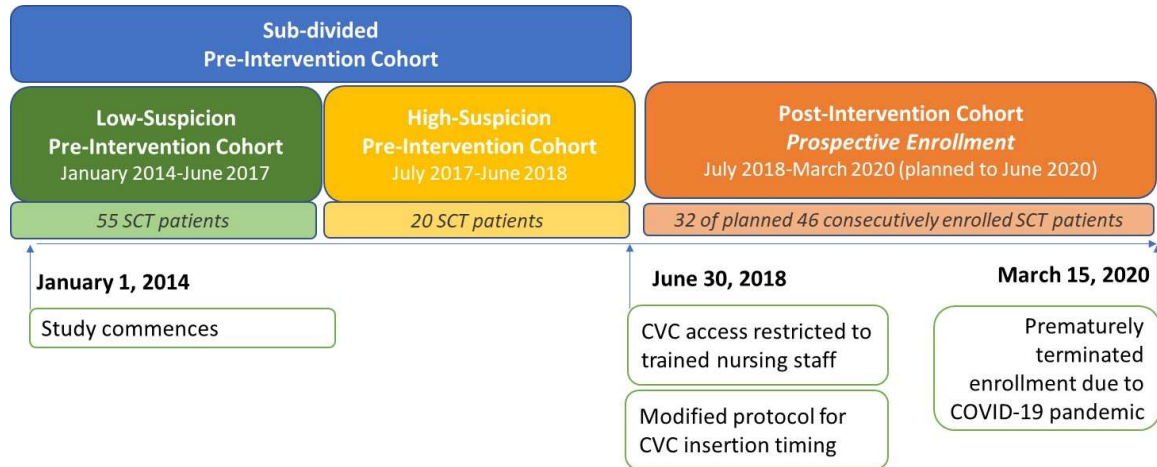 Sub-divided
Pre-Intervention Cohort
Low-Suspicion
Pre-Intervention Cohort
January 2014-June 2017
High-Suspicion
Pre-Intervention Cohort
July 2017-June 2018
Post-Intervention Cohort
Prospective Enrollment
July 2018-March 2020 (planned to June 2020)
55 SCT patients
20 SCT patients
32 of planned 46 consecutively enrolled SCT patients
January 1, 2014
Study commences
June 30, 2018
CVC access restricted to
trained nursing staff
Modified protocol for
CVC insertion timing
March 15, 2020
Prematurely
terminated
enrollment due to
COVID-19 pandemic